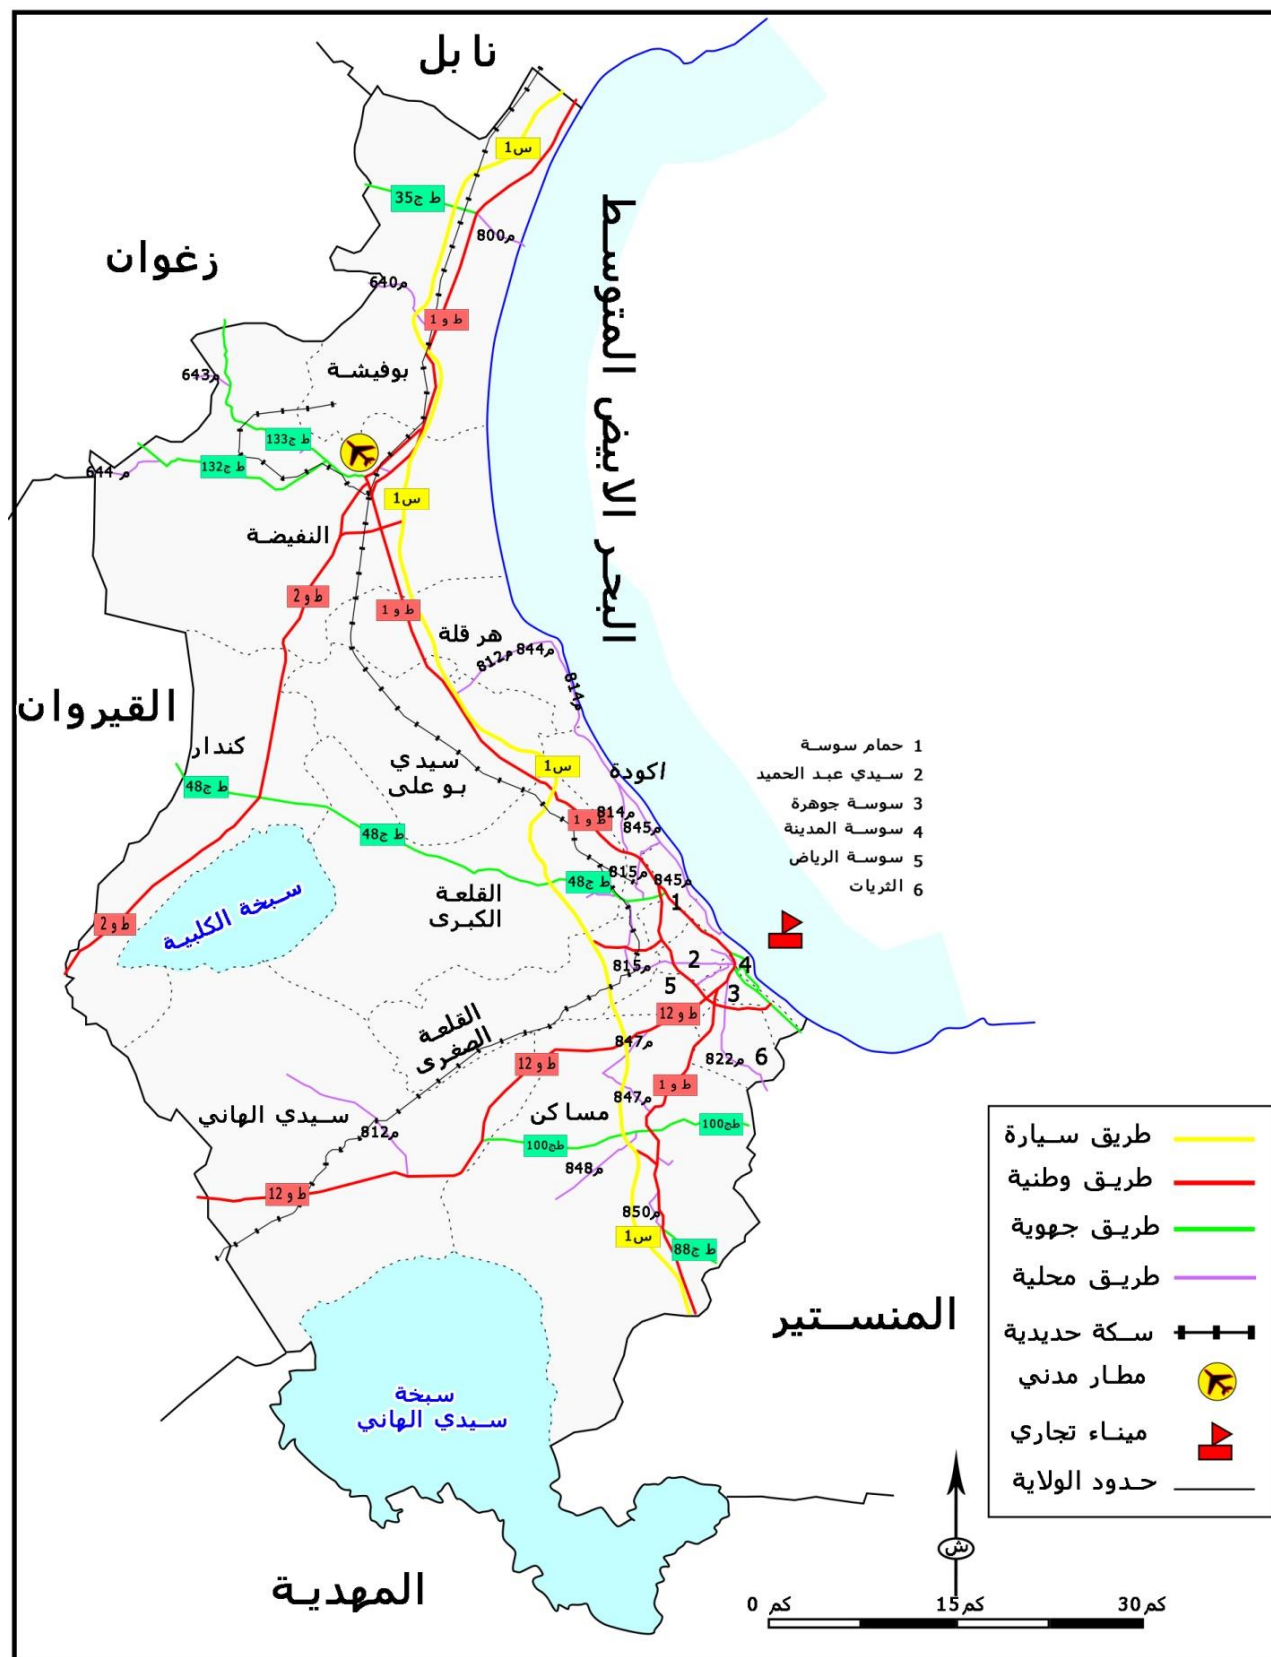 نابل
س1
ط ج35
م800
زغوان
م640
ط و 1
البحر الابيض المتوسط
بوفيشة
م643
ط ج133
ط ج132
م 644
س1
النفيضة
ط و 2
ط و 1
هرقلة
م844
م812
م814
القيروان
كندار
سيدي
بو على
س1
اكودة
1 حمام سوسة
2 سيدي عبد الحميد
3 سوسة جوهرة
4 سوسة المدينة
5 سوسة الرياض
6 الثريات
ط ج48
ط ج48
م814
ط و 1
م845
م815
م845
ط ج48
القلعة
الكبرى
1
سبخة الكلبية
ط و 2
2
4
م815
5
3
القلعة
الصغرى
ط و 12
م847
م822
6
ط و 12
ط و 1
م847
سيدي الهاني
مساكن
طج100
م812
طج100
م848
ط و 12
م850
س1
ط ج88
المنستير
سبخة
سيدي الهاني
المهدية
طريق سيارة
طريق وطنية
طريق جهوية
طريق محلية
سكة حديدية
مطار مدني
ميناء تجاري
حدود الولاية
ش
0 كم
15 كم
30 كم